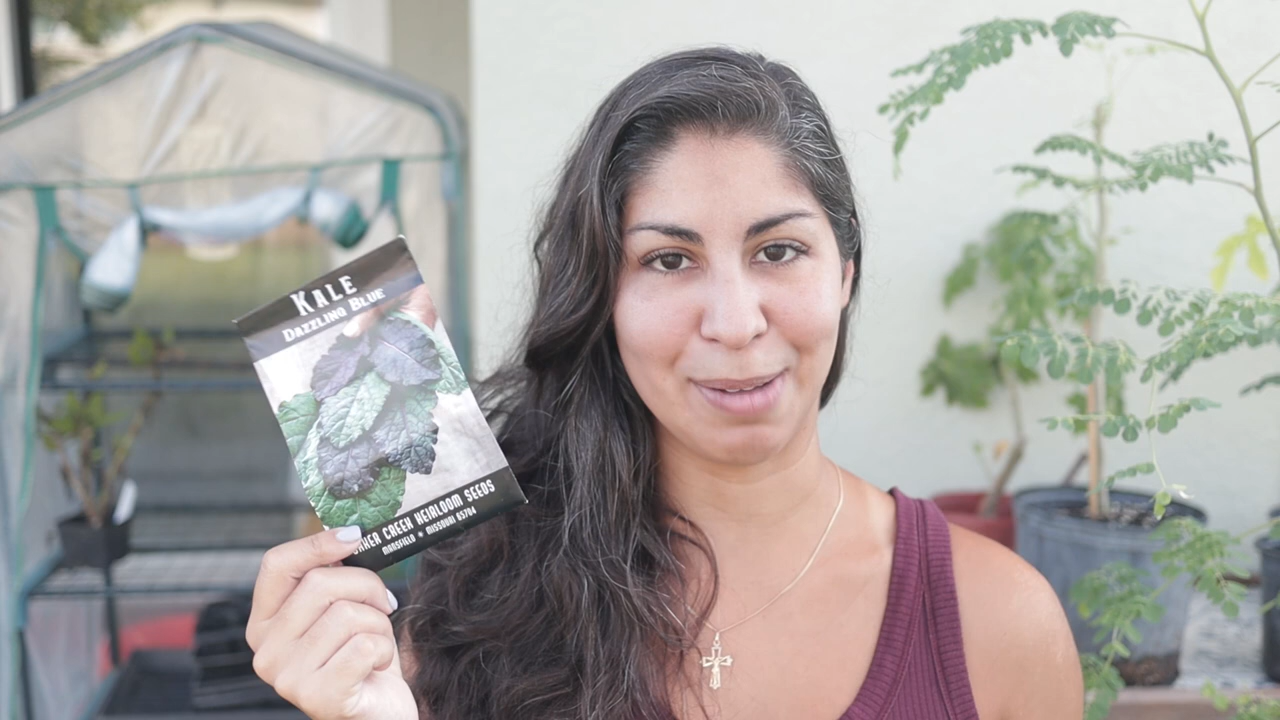 KALE
DAZZLING BLUE
CREEK HEIRLOOM SEEDS
MANSFIELD • MISSOURI 65704